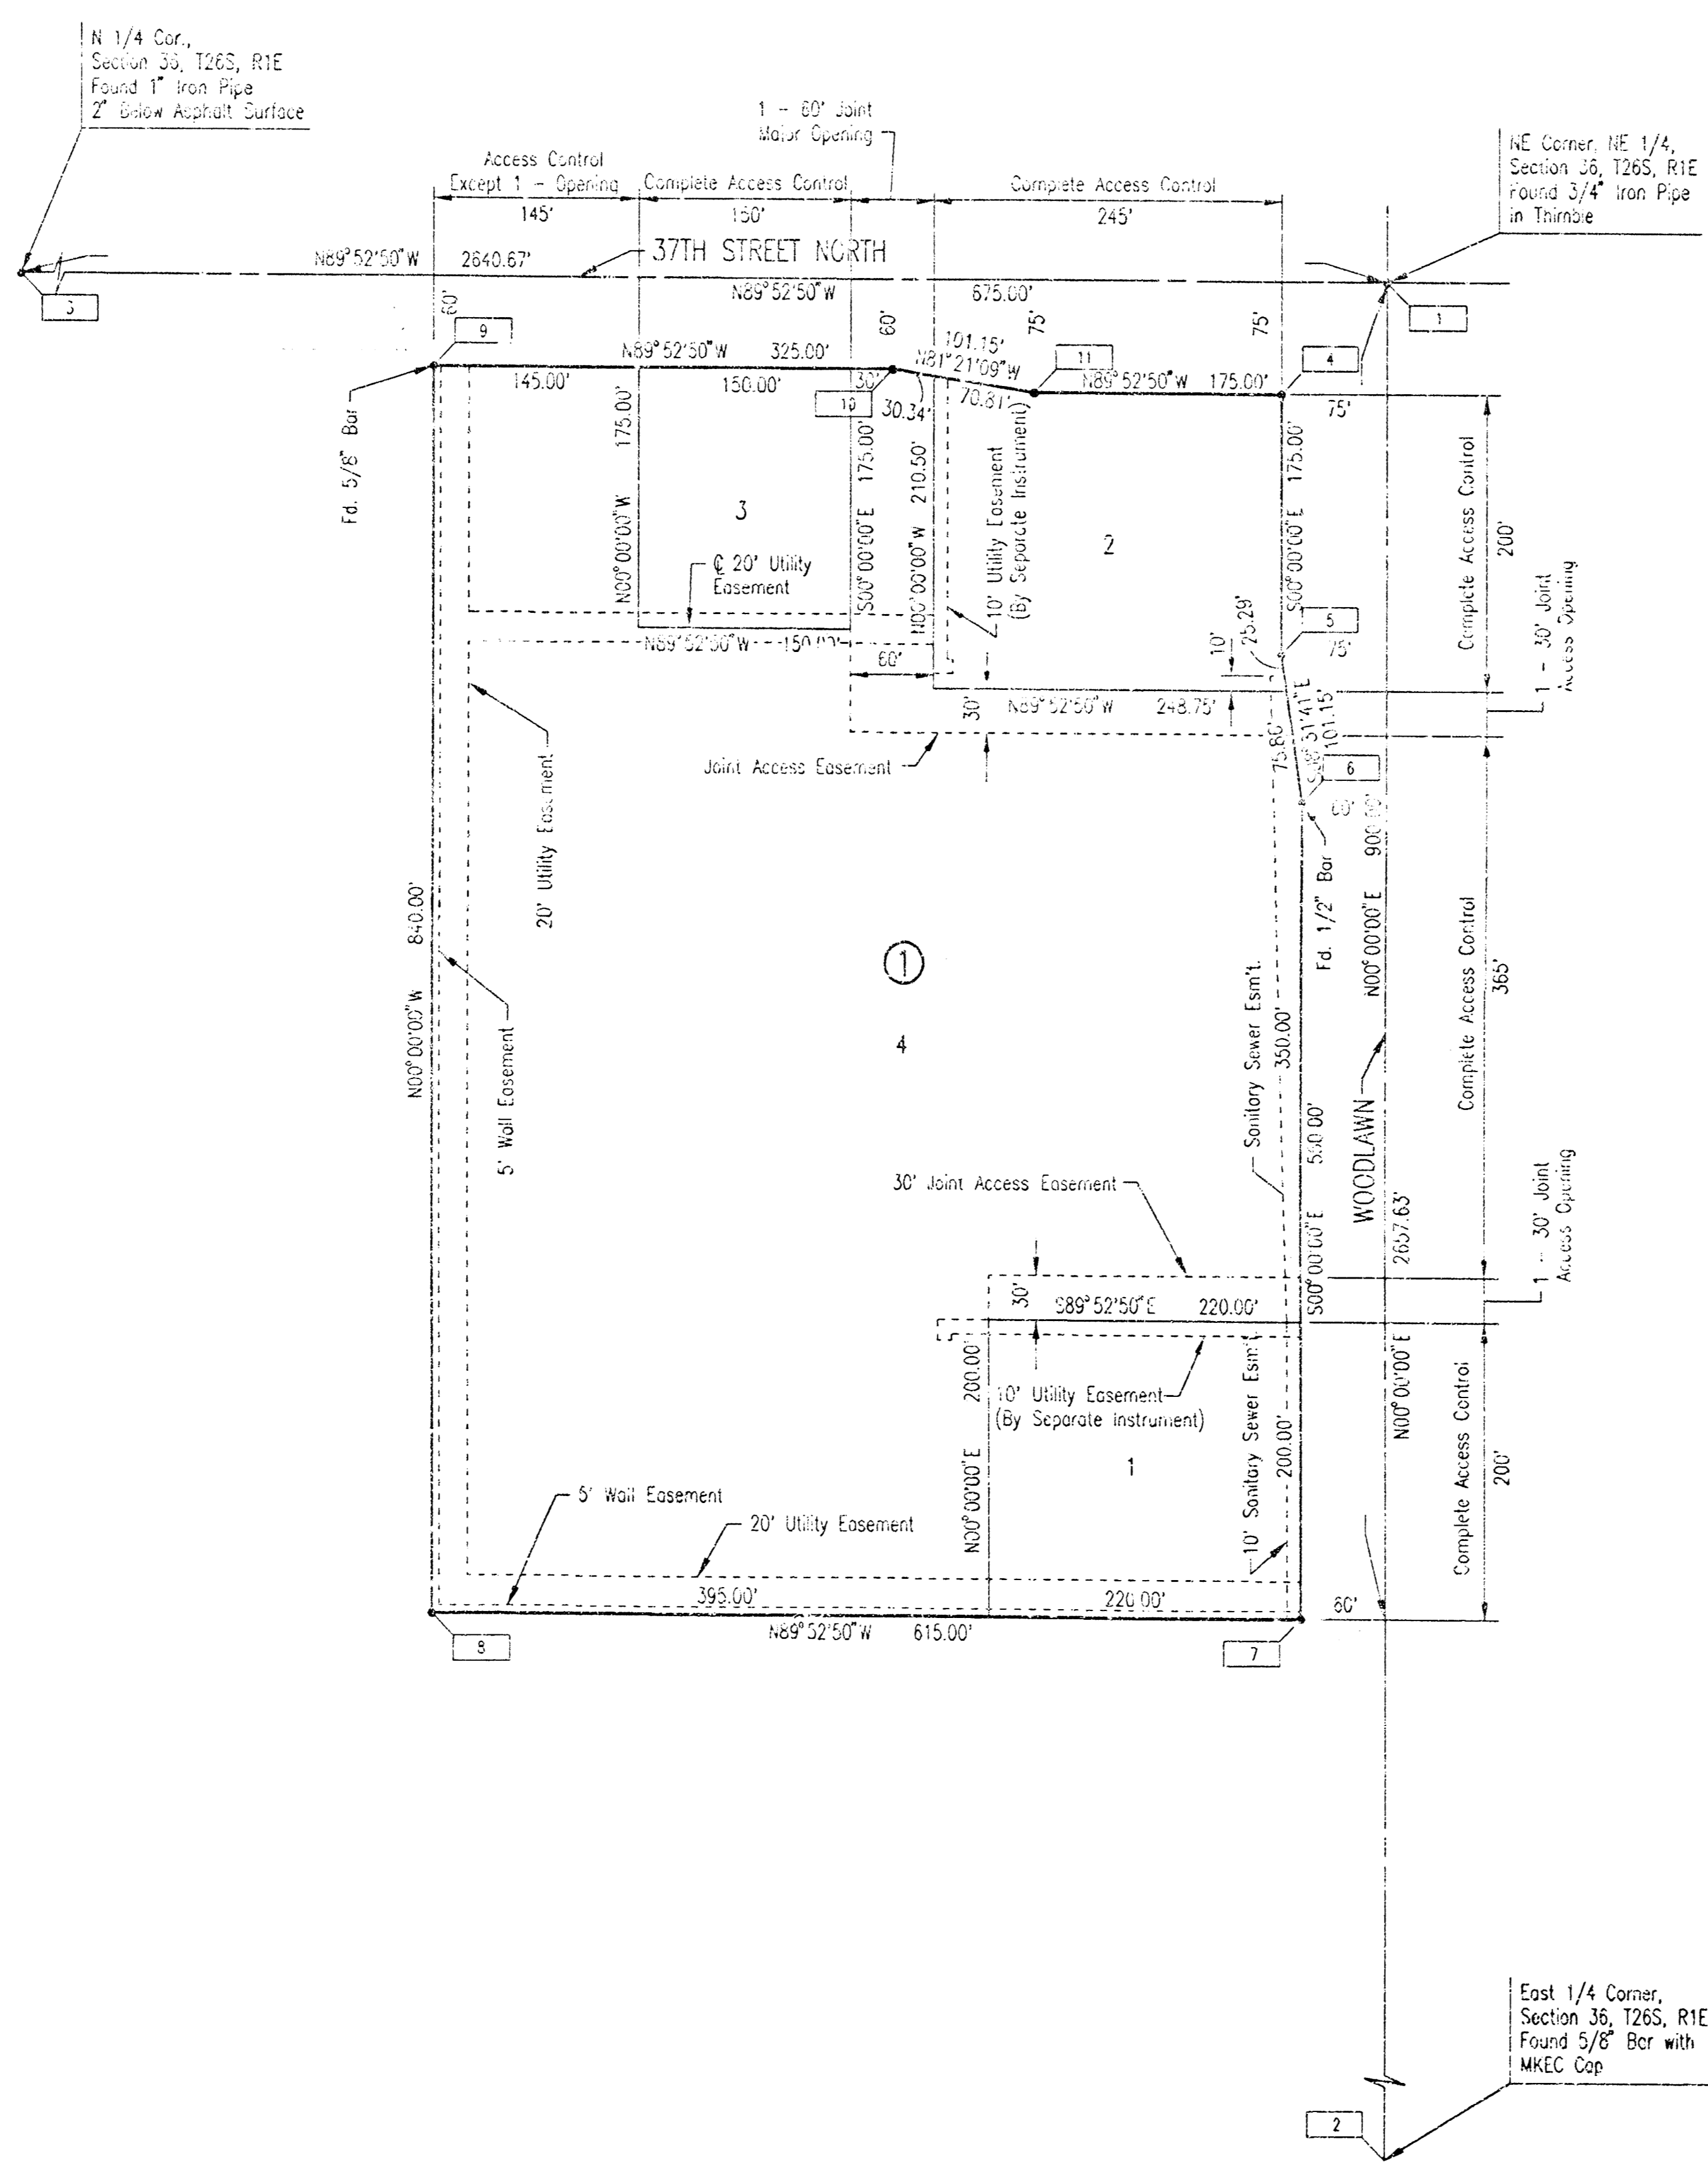 N 1/4 Cor.,
Section 36, T26S, R1E
Found 1" Iron Pipe
2" Below Asphalt Surface
1 - 60' Joint
Major Opening
NE Corner, NE 1/4,
Section 36, T26S, R1E
Found 3/4" Iron Pipe
in Thimble
Access Control
Except 1 - Opening
Complete Access Control
Complete Access Control
145'
150'
245'
N89°52'50"W 2640.67'
37TH STREET NORTH
N89°52'50"W 675.00'
3
1
60'
9
60'
75'
75'
4
11
N89°52'50"W 325.00'
101.15'
N81°21'09"W
N89°52'50"W 175.00'
145.00'
150.00'
30'
10
30.34'
70.81'
75'
Fd. 5/8" Bar
175.00'
N00°00'00"W
3
℄ 20' Utility
Easement
S00°00'00"E 175.00'
N00°00'00"W 210.50'
10' Utility Easement
(By Separate Instrument)
2
S00°00'00"E 175.00'
Complete Access Control
200'
1 - 30' Joint
Access Opening
5
75'
25.29'
10'
N89°52'50"W 150.00'
60'
30'
N89°52'50"W 248.75'
75.86'
S08°31'41"E
101.15'
Joint Access Easement
6
60'
20' Utility Easement
Fd. 1/2" Bar
N00°00'00"E 900.00'
840.00'
N00°00'00"W
5' Wall Easement
1
4
Sanitary Sewer Esm't.
350.00'
S00°00'00"E 550.00'
WOODLAWN
Complete Access Control
365'
2657.63'
N00°00'00"E
30' Joint Access Easement
1 - 30' Joint
Access Opening
30'
S89°52'50"E 220.00'
200.00'
N00°00'00"E
10' Utility Easement
(By Separate Instrument)
1
10' Sanitary Sewer Esm't.
200.00'
Complete Access Control
200'
5' Wall Easement
20' Utility Easement
395.00'
220.00'
60'
N89°52'50"W 615.00'
8
7
East 1/4 Corner,
Section 36, T26S, R1E
Found 5/8" Bar with
MKEC Cap
2